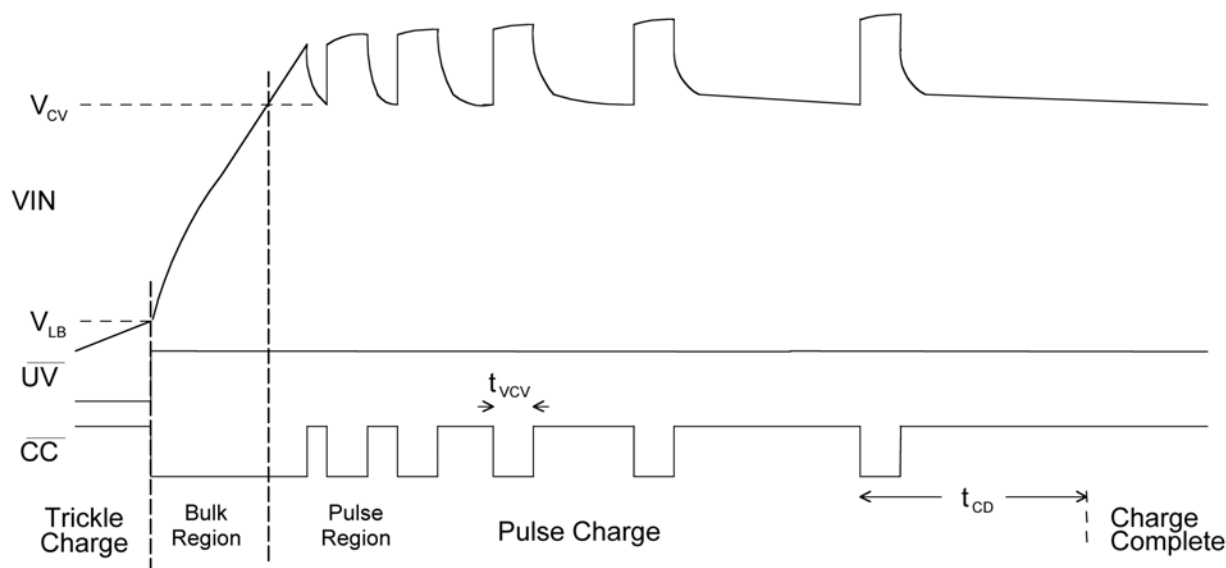 V_CV
VIN
V_LB
UV
t_VCV
CC
t_CD
Trickle
Charge
Bulk
Region
Pulse
Region
Pulse Charge
Charge
Complete